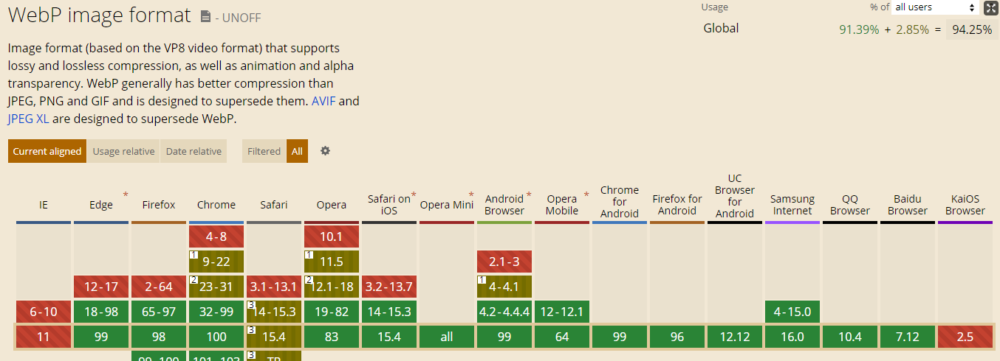 WebP image format - UNOFF
Usage % of all users
Global 91.39% + 2.85% = 94.25%
Image format (based on the VP8 video format) that supports
lossy and lossless compression, as well as animation and alpha
transparency. WebP generally has better compression than
JPEG, PNG and GIF and is designed to supersede them. AVIF and
JPEG XL are designed to supersede WebP.
Current aligned Usage relative Date relative Filtered All
IE
Edge *
Firefox
Chrome
Safari
Opera
Safari on *
iOS
Opera Mini *
Android *
Browser
Opera *
Mobile
Chrome
for
Android
Firefox for
Android
UC
Browser
for
Android
Samsung
Internet
QQ
Browser
Baidu
Browser
KaiOS
Browser
4-8 10.1
1 9-22 1 11.5 2.1-3
12-17 2-64 2 23-31 3.1-13.1 2 12.1-18 3.2-13.7 1 4-4.1
6-10 18-98 65-97 32-99 3 14-15.3 19-82 14-15.3 4.2-4.4.4 12-12.1 4-15.0
11 99 98 100 3 15.4 83 15.4 all 99 64 99 96 12.12 16.0 10.4 7.12 2.5
99-100 101-103 3 TP